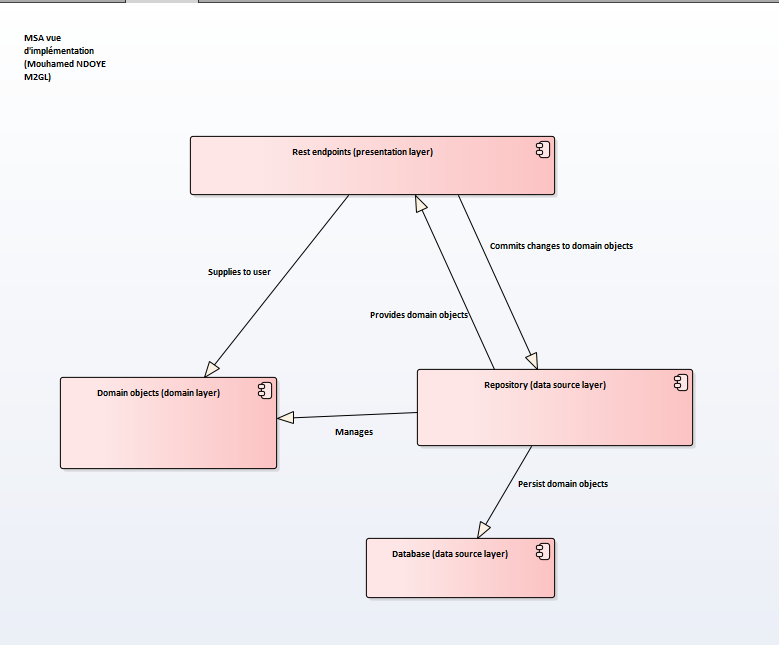 MSA vue
d'implémentation
(Mouhamed NDOYE
M2GL)
Rest endpoints (presentation layer)
Commits changes to domain objects
Supplies to user
Provides domain objects
Domain objects (domain layer)
Repository (data source layer)
Manages
Persist domain objects
Database (data source layer)